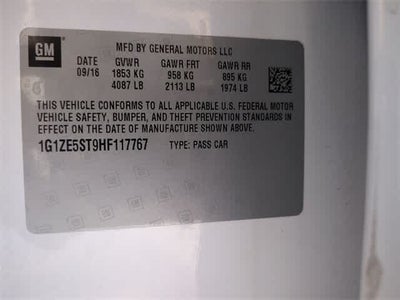 GM
MFD BY GENERAL MOTORS LLC
DATE GVWR GAWR FRT GAWR RR
09/16 1853 KG 958 KG 895 KG
4087 LB 2113 LB 1974 LB
THIS VEHICLE CONFORMS TO ALL APPLICABLE U.S. FEDERAL MOTOR
VEHICLE SAFETY, BUMPER, AND THEFT PREVENTION STANDARDS
IN EFFECT ON THE DATE OF MANUFACTURE SHOWN ABOVE.
1G1ZE5ST9HF117767 TYPE: PASS CAR